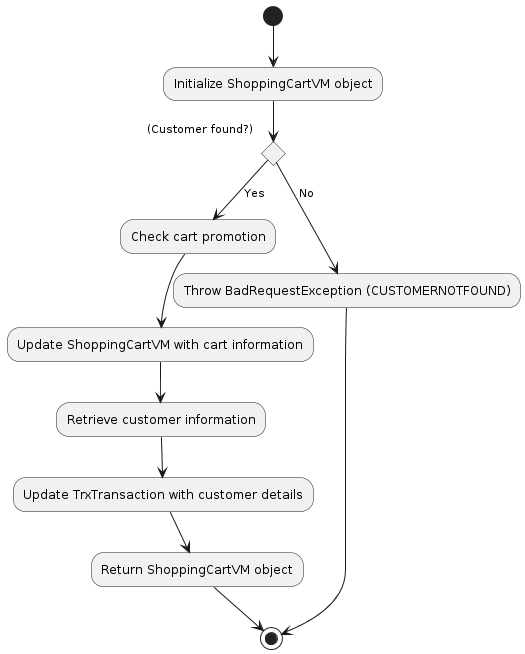 Initialize ShoppingCartVM object
(Customer found?)
Yes
No
Check cart promotion
Throw BadRequestException (CUSTOMERNOTFOUND)
Update ShoppingCartVM with cart information
Retrieve customer information
Update TrxTransaction with customer details
Return ShoppingCartVM object